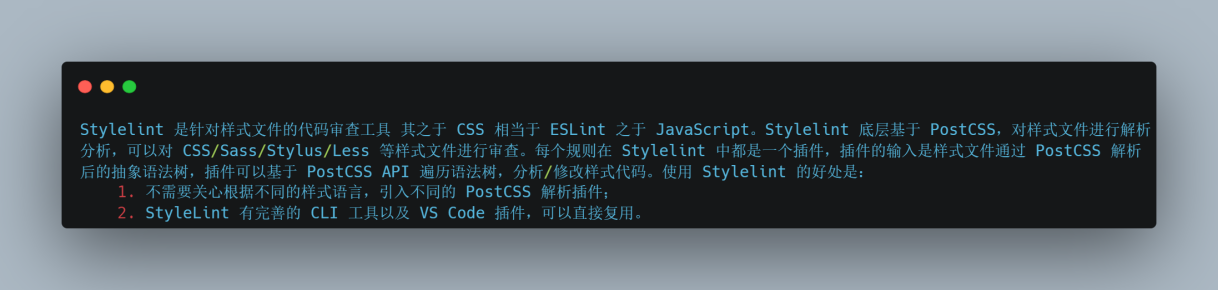 Stylelint 是针对样式文件的代码审查工具 其之于 CSS 相当于 ESLint 之于 JavaScript。Stylelint 底层基于 PostCSS，对样式文件进行解析
分析，可以对 CSS/Sass/Stylus/Less 等样式文件进行审查。每个规则在 Stylelint 中都是一个插件，插件的输入是样式文件通过 PostCSS 解析
后的抽象语法树，插件可以基于 PostCSS API 遍历语法树，分析/修改样式代码。使用 Stylelint 的好处是：
1. 不需要关心根据不同的样式语言，引入不同的 PostCSS 解析插件；
2. StyleLint 有完善的 CLI 工具以及 VS Code 插件，可以直接复用。